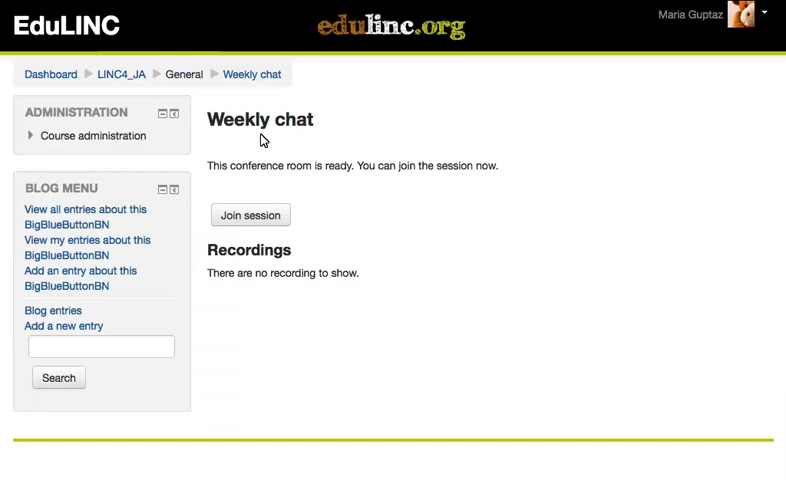 EduLINC
edulinc.org
Maria Guptaz
Dashboard LINC4_JA General Weekly chat
ADMINISTRATION
Course administration
BLOG MENU
View all entries about this
BigBlueButtonBN
View my entries about this
BigBlueButtonBN
Add an entry about this
BigBlueButtonBN
Blog entries
Add a new entry
Search
Weekly chat
This conference room is ready. You can join the session now.
Join session
Recordings
There are no recording to show.